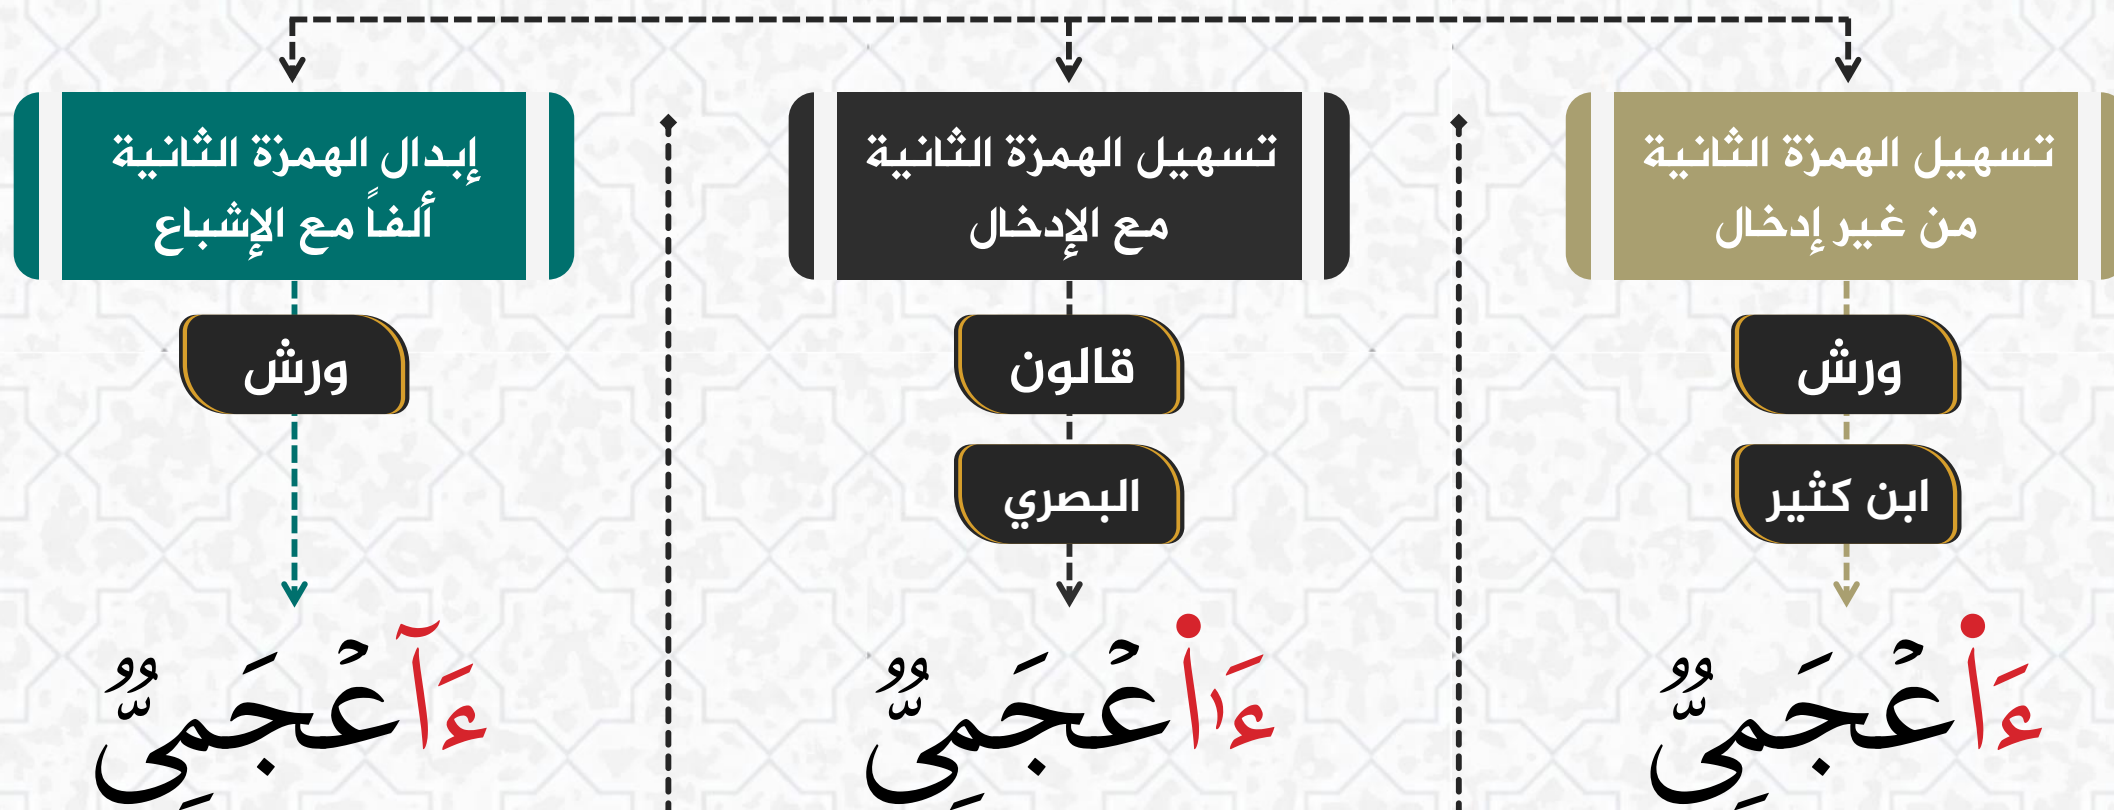 تسهيل الهمزة الثانية
من غير إدخال
ورش
ابن كثير
ءَا۬عْجَمِيࣱّ
تسهيل الهمزة الثانية
مع الإدخال
قالون
البصري
ءَٰا۬عْجَمِيࣱّ
إبدال الهمزة الثانية
ألفاً مع الإشباع
ورش
ءَآعْجَمِيࣱّ